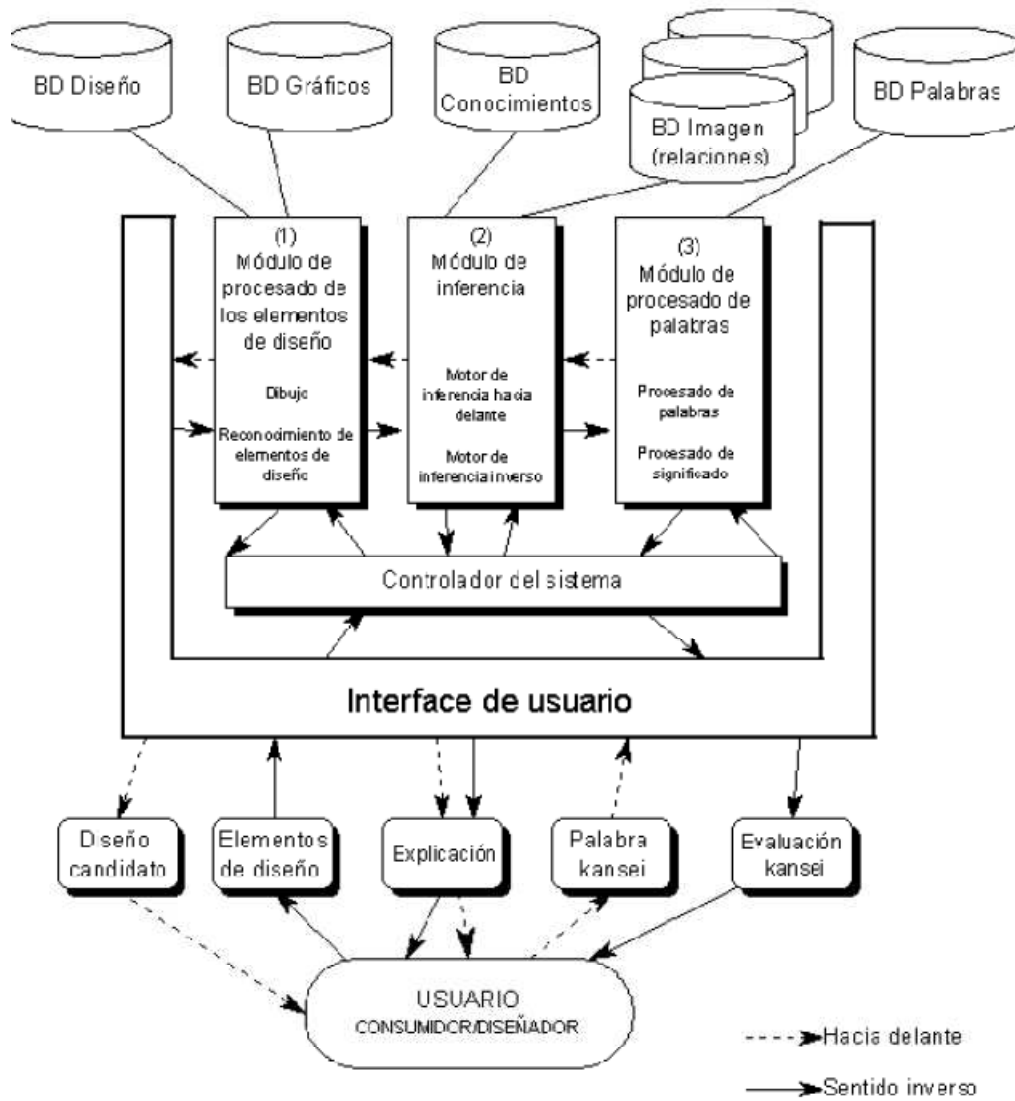 BD Diseño
BD Gráficos
BD
Conocimientos
BD Imagen
(relaciones)
BD Palabras
(1)
Módulo de
procesado de
los elementos
de diseño
Dibujo
Reconocimiento de
elementos de
diseño
(2)
Módulo de
inferencia
Motor de
inferencia hacia
delante
Motor de
inferencia inverso
(3)
Módulo de
procesado de
palabras
Procesado de
palabras
Procesado de
significado
Controlador del sistema
Interface de usuario
Diseño
candidato
Elementos
de diseño
Explicación
Palabra
kansei
Evaluación
kansei
USUARIO
CONSUMIDOR/DISEÑADOR
Hacia delante
Sentido inverso